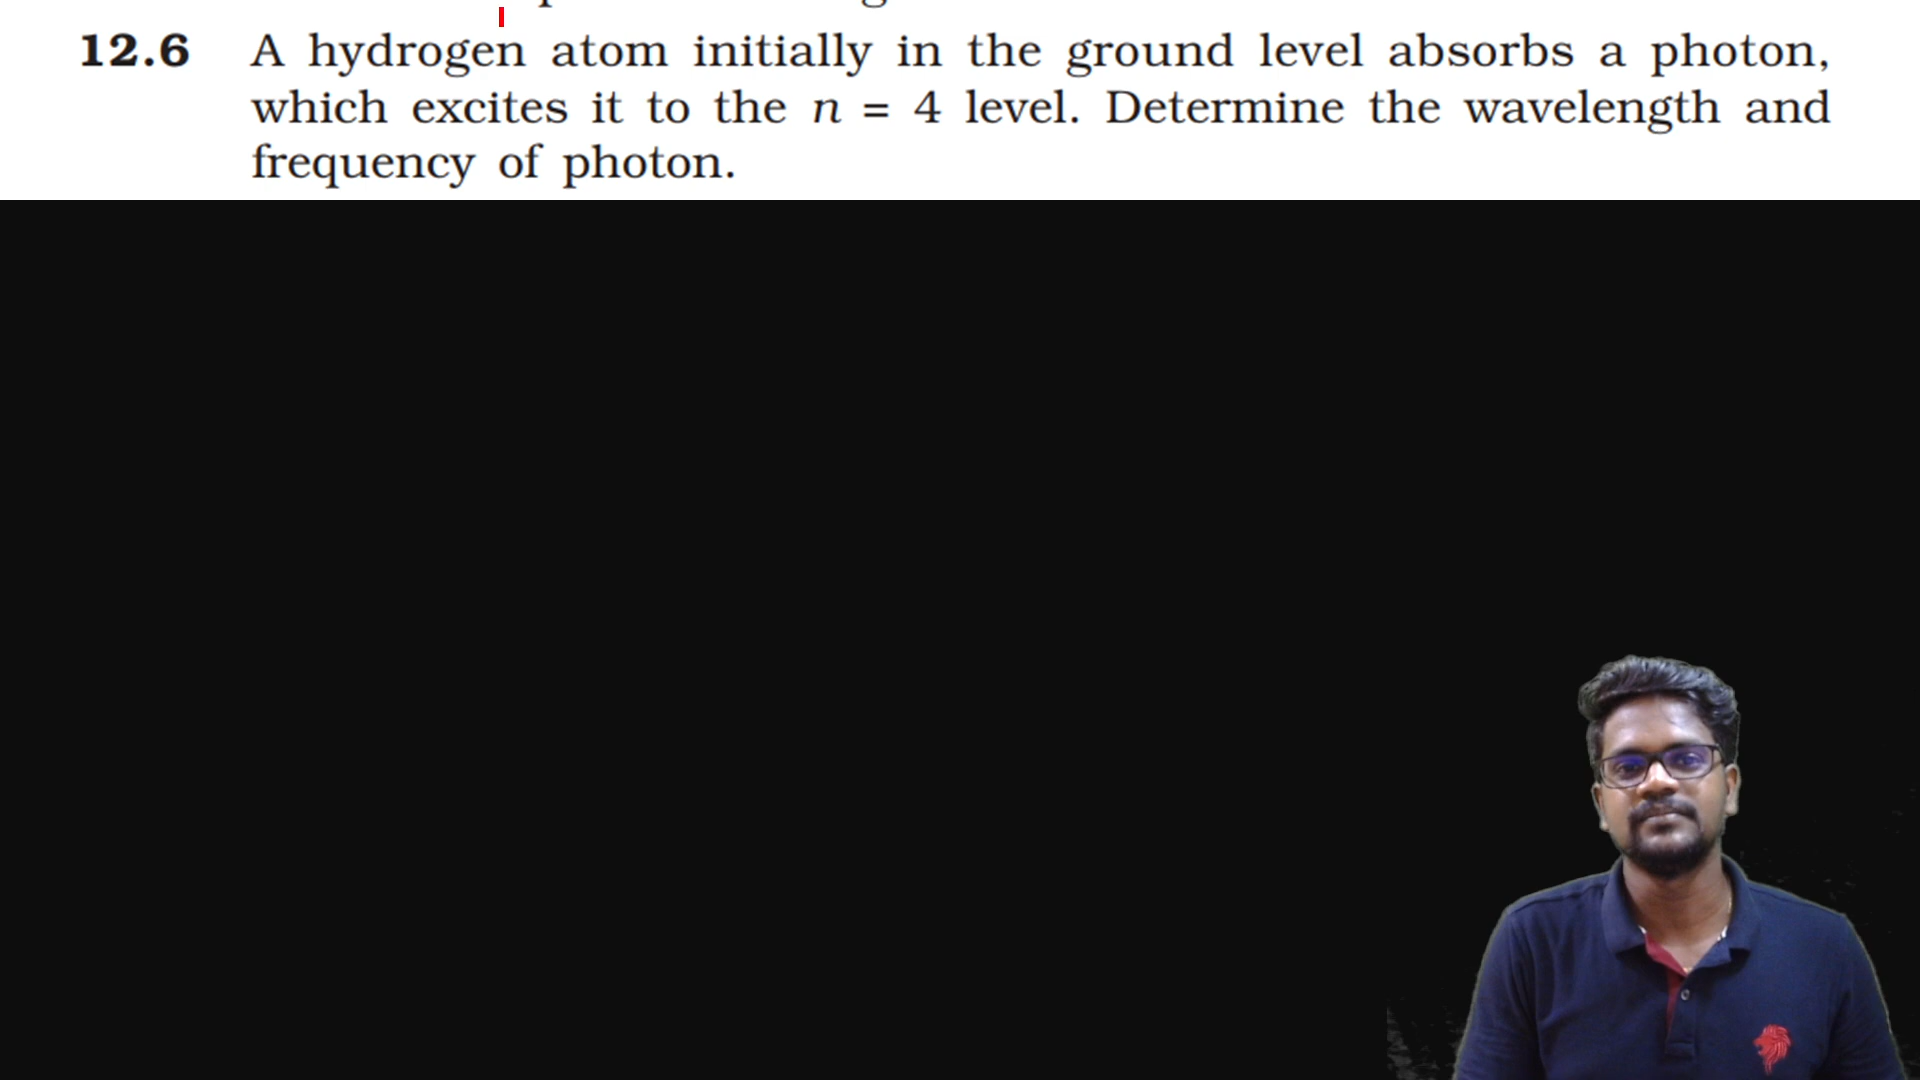 12.6 A hydrogen atom initially in the ground level absorbs a photon,
which excites it to the n = 4 level. Determine the wavelength and
frequency of photon.